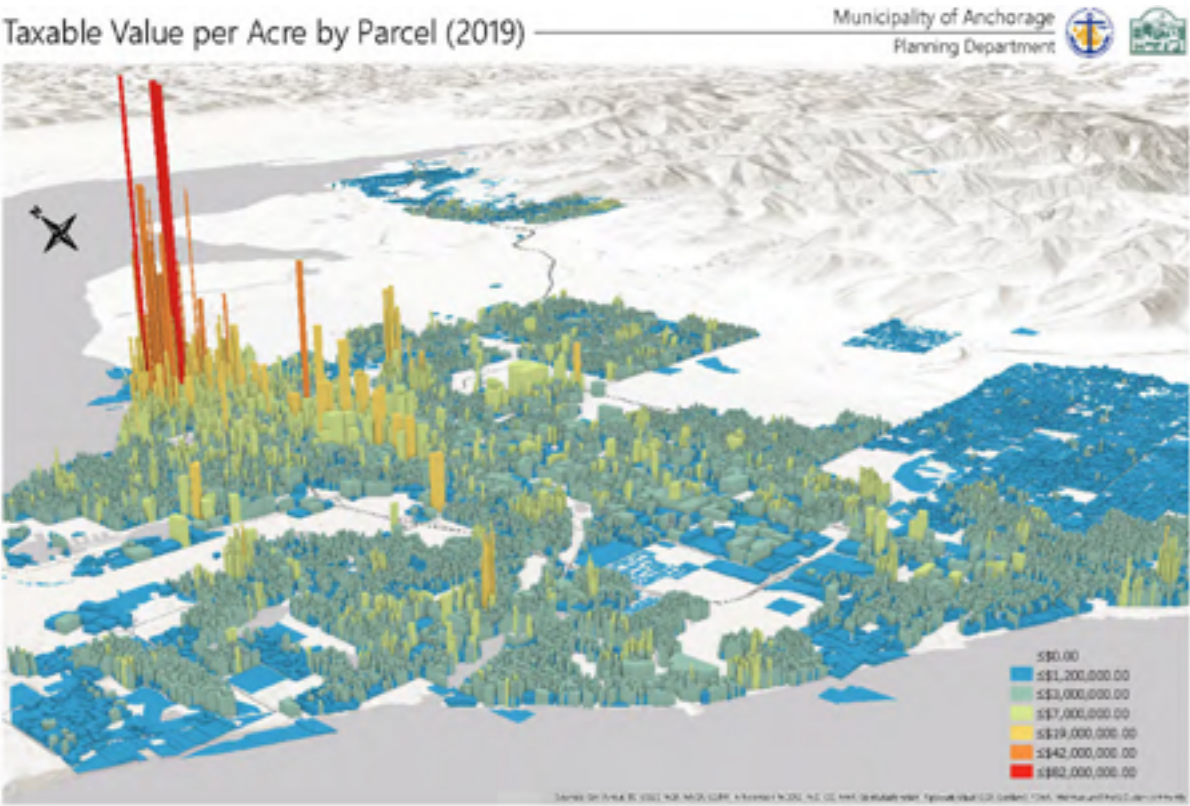 Taxable Value per Acre by Parcel (2019)
Municipality of Anchorage
Planning Department
N
≤$0.00
≤$1,200,000.00
≤$3,000,000.00
≤$7,000,000.00
≤$19,000,000.00
≤$42,000,000.00
≤$82,000,000.00